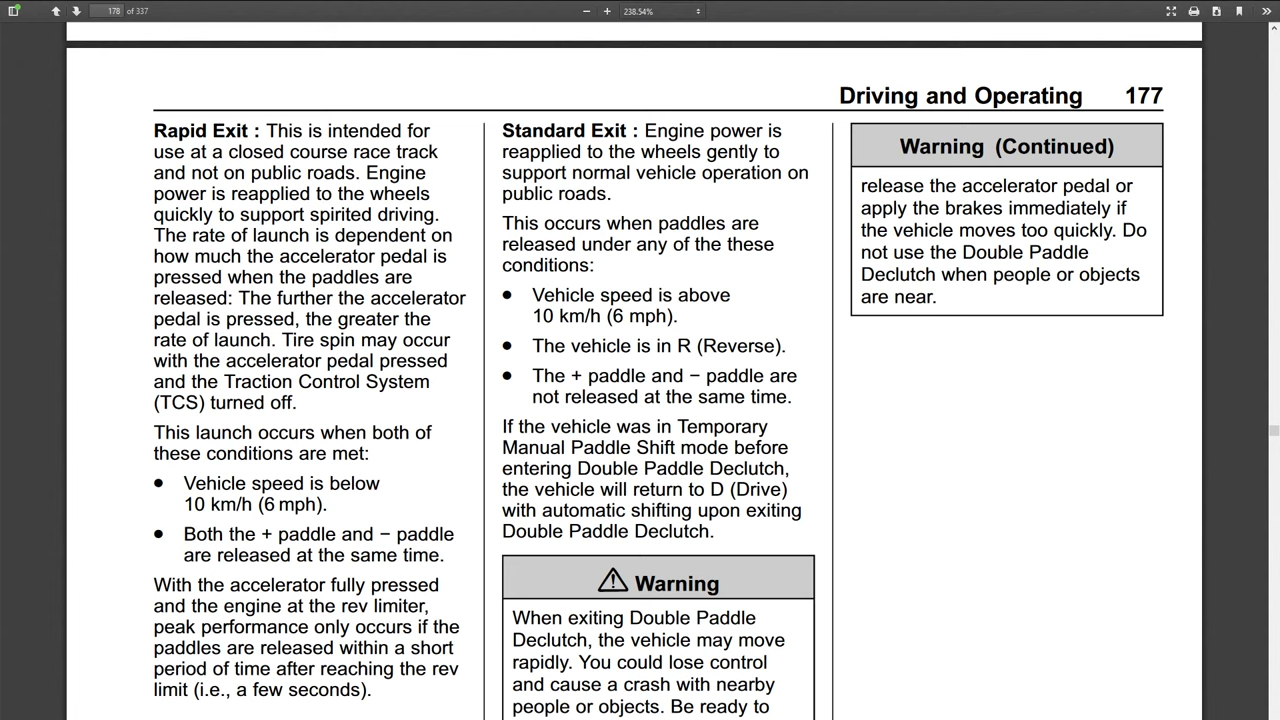 178 of 337
238.54%
Driving and Operating 177
Rapid Exit : This is intended for
use at a closed course race track
and not on public roads. Engine
power is reapplied to the wheels
quickly to support spirited driving.
The rate of launch is dependent on
how much the accelerator pedal is
pressed when the paddles are
released: The further the accelerator
pedal is pressed, the greater the
rate of launch. Tire spin may occur
with the accelerator pedal pressed
and the Traction Control System
(TCS) turned off.
This launch occurs when both of
these conditions are met:
• Vehicle speed is below
10 km/h (6 mph).
• Both the + paddle and − paddle
are released at the same time.
With the accelerator fully pressed
and the engine at the rev limiter,
peak performance only occurs if the
paddles are released within a short
period of time after reaching the rev
limit (i.e., a few seconds).
Standard Exit : Engine power is
reapplied to the wheels gently to
support normal vehicle operation on
public roads.
This occurs when paddles are
released under any of the these
conditions:
• Vehicle speed is above
10 km/h (6 mph).
• The vehicle is in R (Reverse).
• The + paddle and − paddle are
not released at the same time.
If the vehicle was in Temporary
Manual Paddle Shift mode before
entering Double Paddle Declutch,
the vehicle will return to D (Drive)
with automatic shifting upon exiting
Double Paddle Declutch.
Warning
When exiting Double Paddle
Declutch, the vehicle may move
rapidly. You could lose control
and cause a crash with nearby
people or objects. Be ready to
Warning (Continued)
release the accelerator pedal or
apply the brakes immediately if
the vehicle moves too quickly. Do
not use the Double Paddle
Declutch when people or objects
are near.